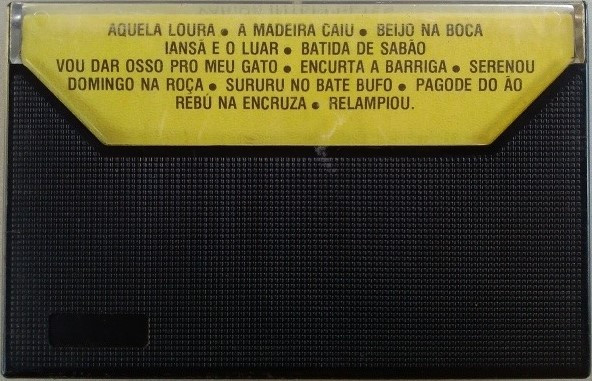 AQUELA LOURA • A MADEIRA CAIU • BEIJO NA BOCA
IANSÃ E O LUAR • BATIDA DE SABÃO
VOU DAR OSSO PRO MEU GATO • ENCURTA A BARRIGA • SERENOU
DOMINGO NA ROÇA • SURURU NO BATE BUFO • PAGODE DO ÃO
REBÚ NA ENCRUZA • RELAMPIOU.